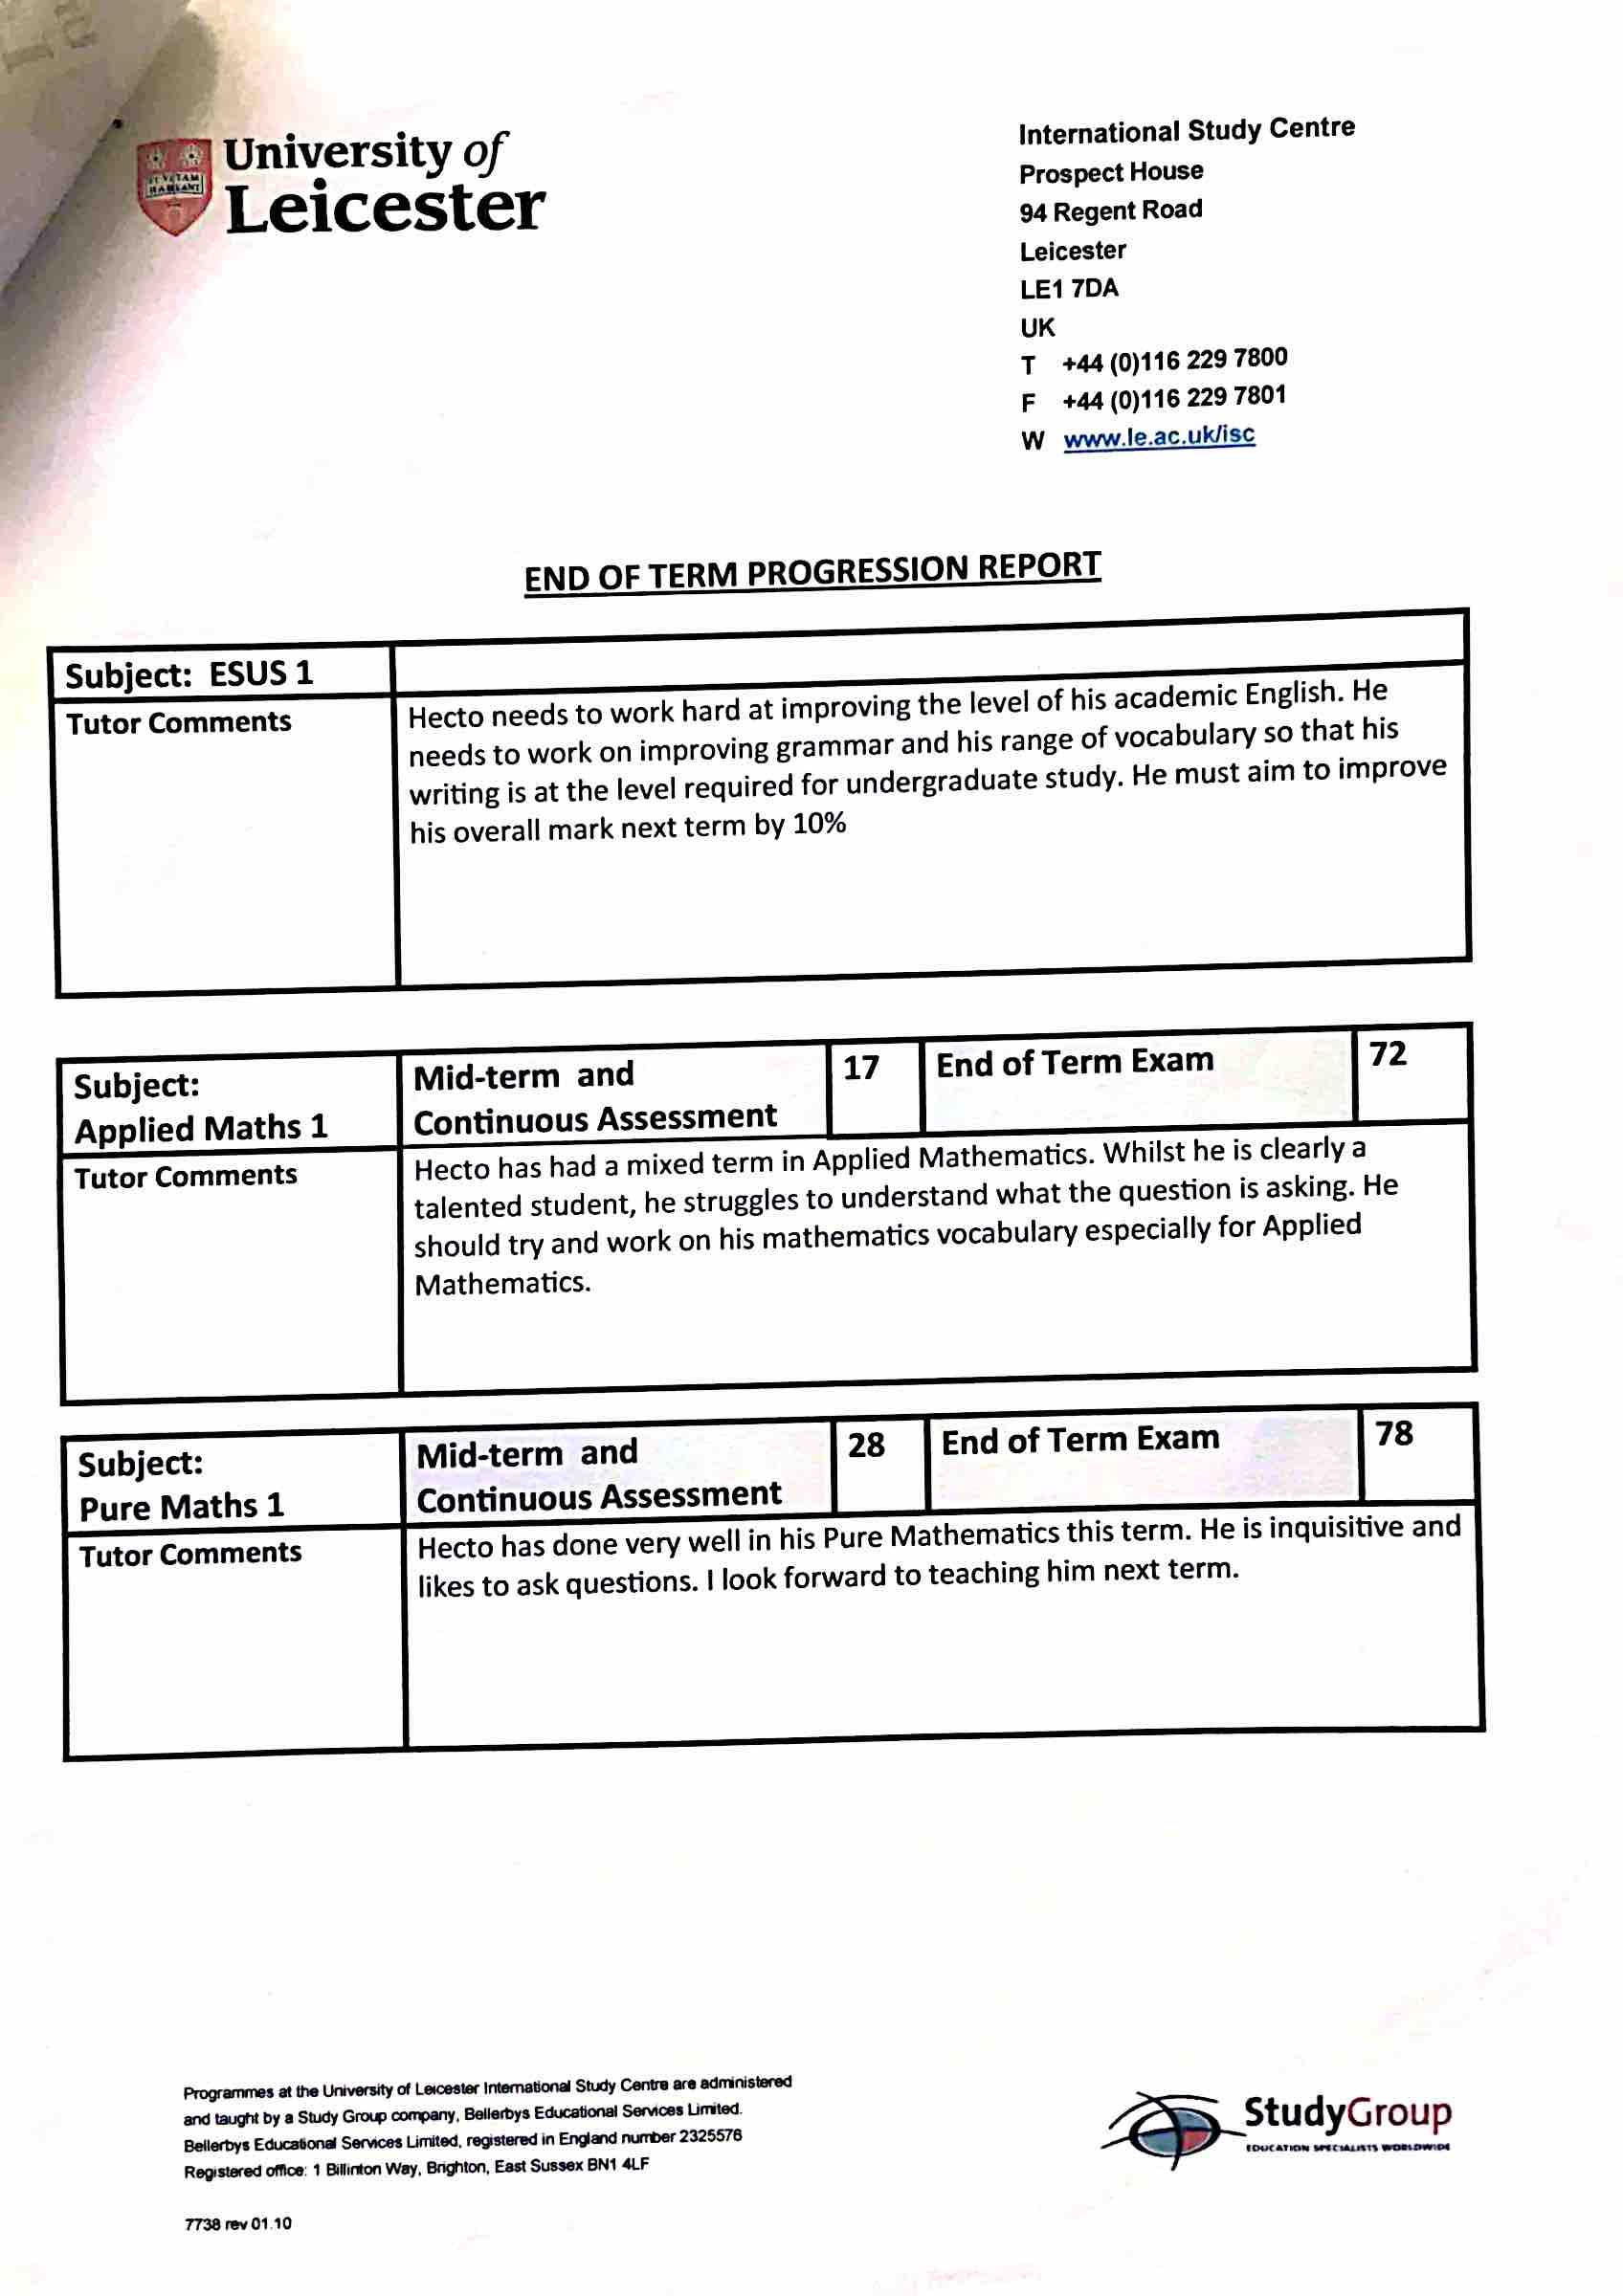 University of
Leicester
International Study Centre
Prospect House
94 Regent Road
Leicester
LE1 7DA
UK
T +44 (0)116 229 7800
F +44 (0)116 229 7801
W www.le.ac.uk/isc
END OF TERM PROGRESSION REPORT
Subject: ESUS 1
Tutor Comments
Hecto needs to work hard at improving the level of his academic English. He
needs to work on improving grammar and his range of vocabulary so that his
writing is at the level required for undergraduate study. He must aim to improve
his overall mark next term by 10%
Subject:
Applied Maths 1
Mid-term and
Continuous Assessment
17
End of Term Exam
72
Tutor Comments
Hecto has had a mixed term in Applied Mathematics. Whilst he is clearly a
talented student, he struggles to understand what the question is asking. He
should try and work on his mathematics vocabulary especially for Applied
Mathematics.
Subject:
Pure Maths 1
Mid-term and
Continuous Assessment
28
End of Term Exam
78
Tutor Comments
Hecto has done very well in his Pure Mathematics this term. He is inquisitive and
likes to ask questions. I look forward to teaching him next term.
Programmes at the University of Leicester International Study Centre are administered
and taught by a Study Group company, Bellerbys Educational Services Limited.
Bellerbys Educational Services Limited, registered in England number 2325576
Registered office: 1 Billinton Way, Brighton, East Sussex BN1 4LF
7738 rev 01.10
StudyGroup
EDUCATION SPECIALISTS WORLDWIDE